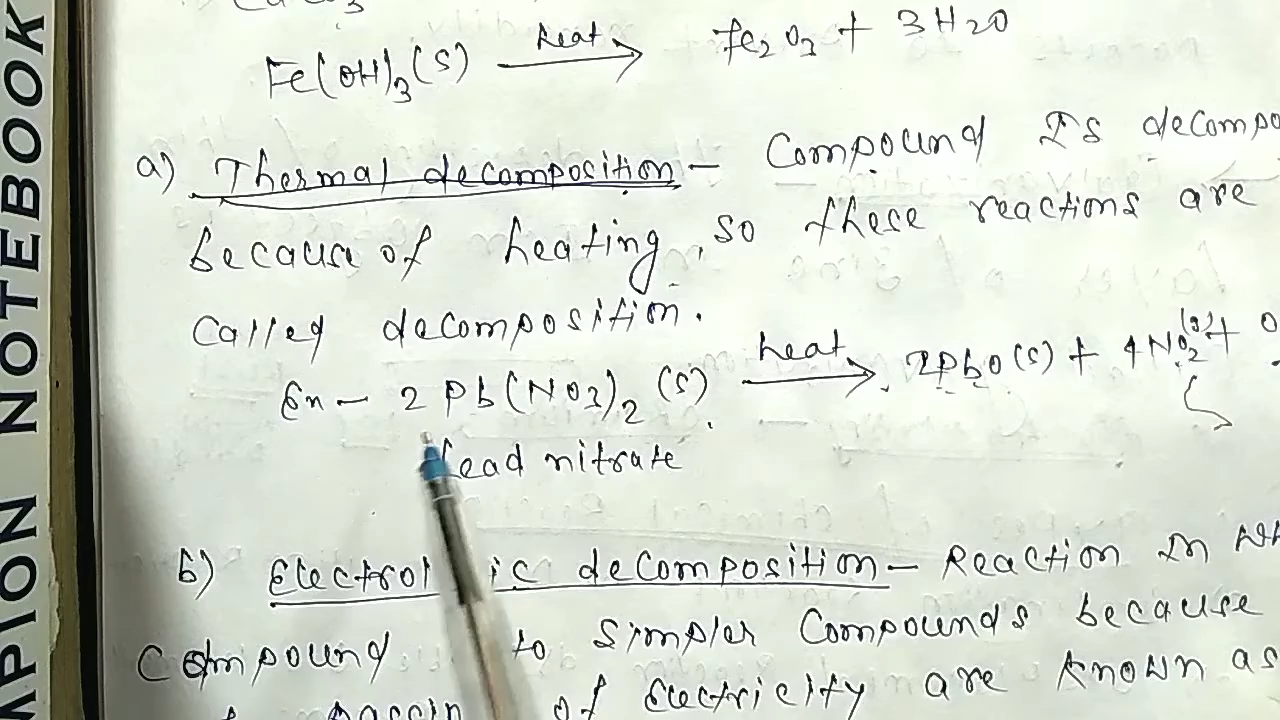 Fe(OH)₃(s) heat→ Fe₂O₃ + 3H₂O
a) Thermal decomposition – Compound Is decompo
because of heating, so these reactions are
Called decomposition.
Ex – 2Pb(NO₃)₂ (s) heat→ 2PbO(s) + 4NO₂(g) + O
Lead nitrate
b) Electrol ic decomposition – Reaction In wh
Compound to simpler Compounds because
of Electricity are known as
PION NOTEBOOK